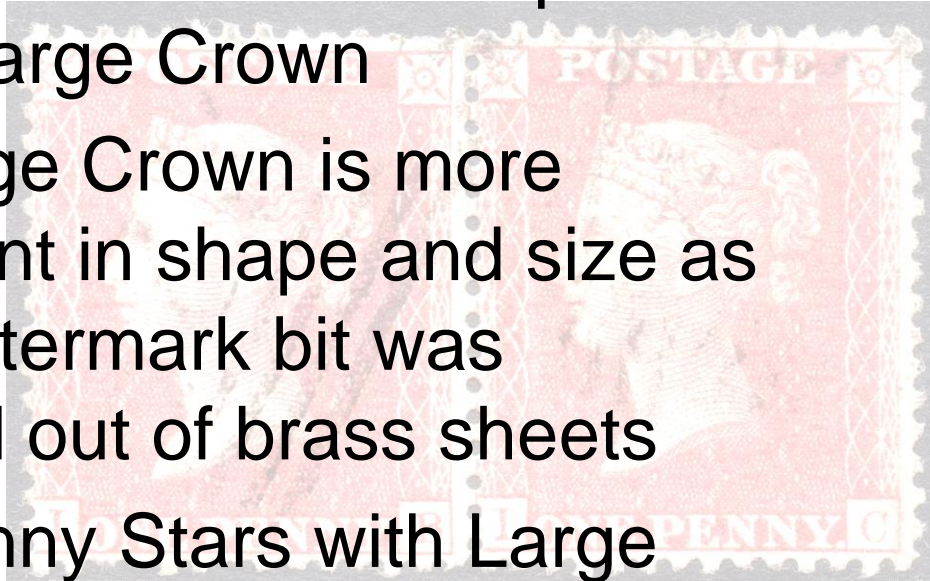 arge Crown
POSTAGE
ge Crown is more
nt in shape and size as
termark bit was
l out of brass sheets
nny Stars with Large
PENNY.
C